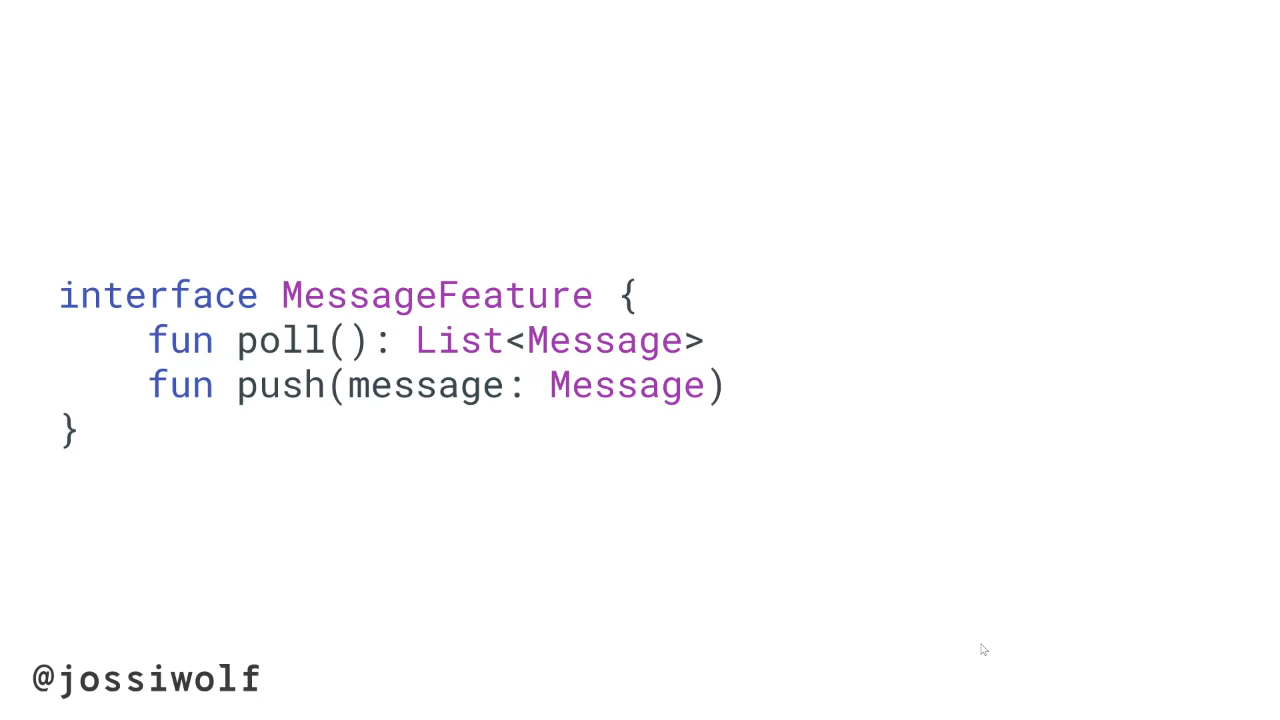 interface MessageFeature {
    fun poll(): List<Message>
    fun push(message: Message)
}
@jossiwolf